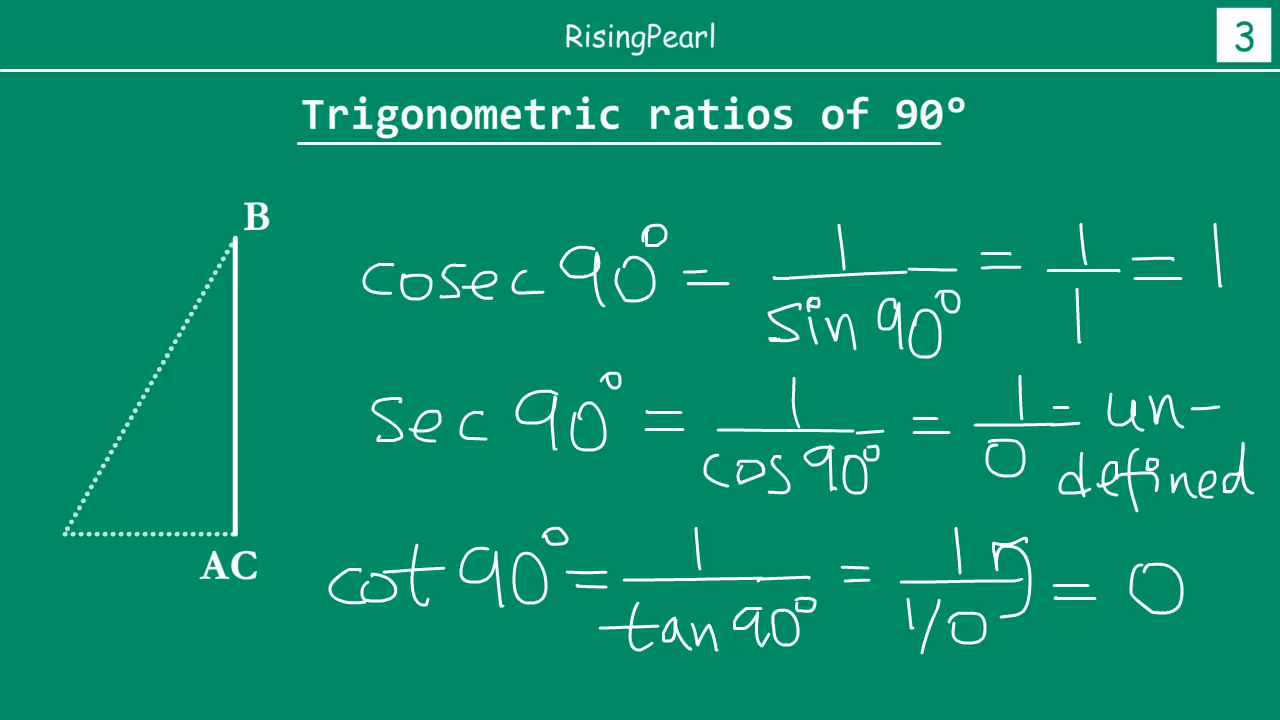 RisingPearl
3
Trigonometric ratios of 90°
B
cosec 90° = 1/sin 90° = 1/1 = 1
sec 90° = 1/cos 90° = 1/0 = un-
defined
AC
cot 90° = 1/tan 90° = 1/(1/0) = 0